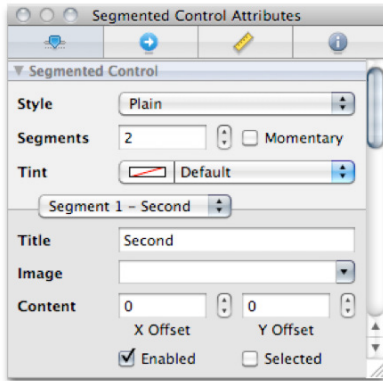 Segmented Control Attributes
Segmented Control
Style Plain
Segments 2 Momentary
Tint Default
Segment 1 – Second
Title Second
Image
Content 0 0
X Offset Y Offset
Enabled Selected